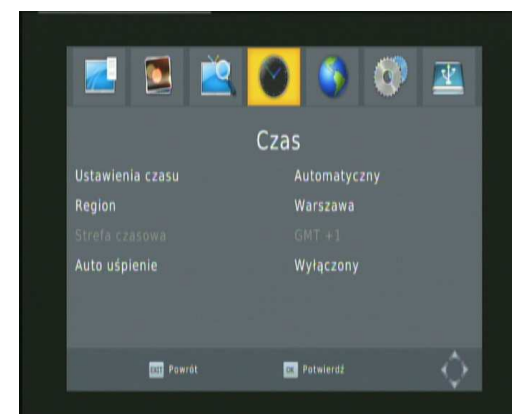 Czas
Ustawienia czasu Automatyczny
Region Warszawa
Strefa czasowa GMT +1
Auto uśpienie Wyłączony
EXIT Powrót OK Potwierdź